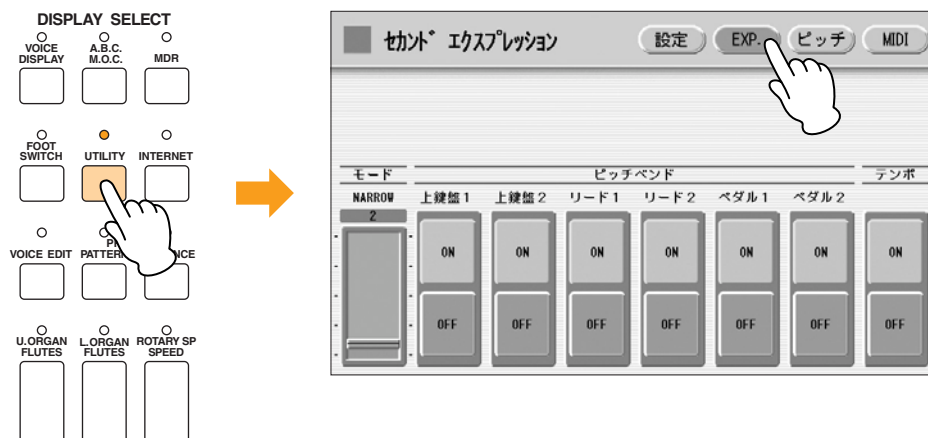 DISPLAY SELECT
VOICE DISPLAY
A.B.C. M.O.C.
MDR
FOOT SWITCH
UTILITY
INTERNET
VOICE EDIT
U.ORGAN FLUTES
L.ORGAN FLUTES
ROTARY SP SPEED
セカンド エクスプレッション
設定
EXP.
ピッチ
MIDI
モード
ピッチベンド
テンポ
NARROW
上鍵盤1
上鍵盤2
リード1
リード2
ペダル1
ペダル2
2
ON
ON
ON
ON
ON
ON
ON
OFF
OFF
OFF
OFF
OFF
OFF
OFF